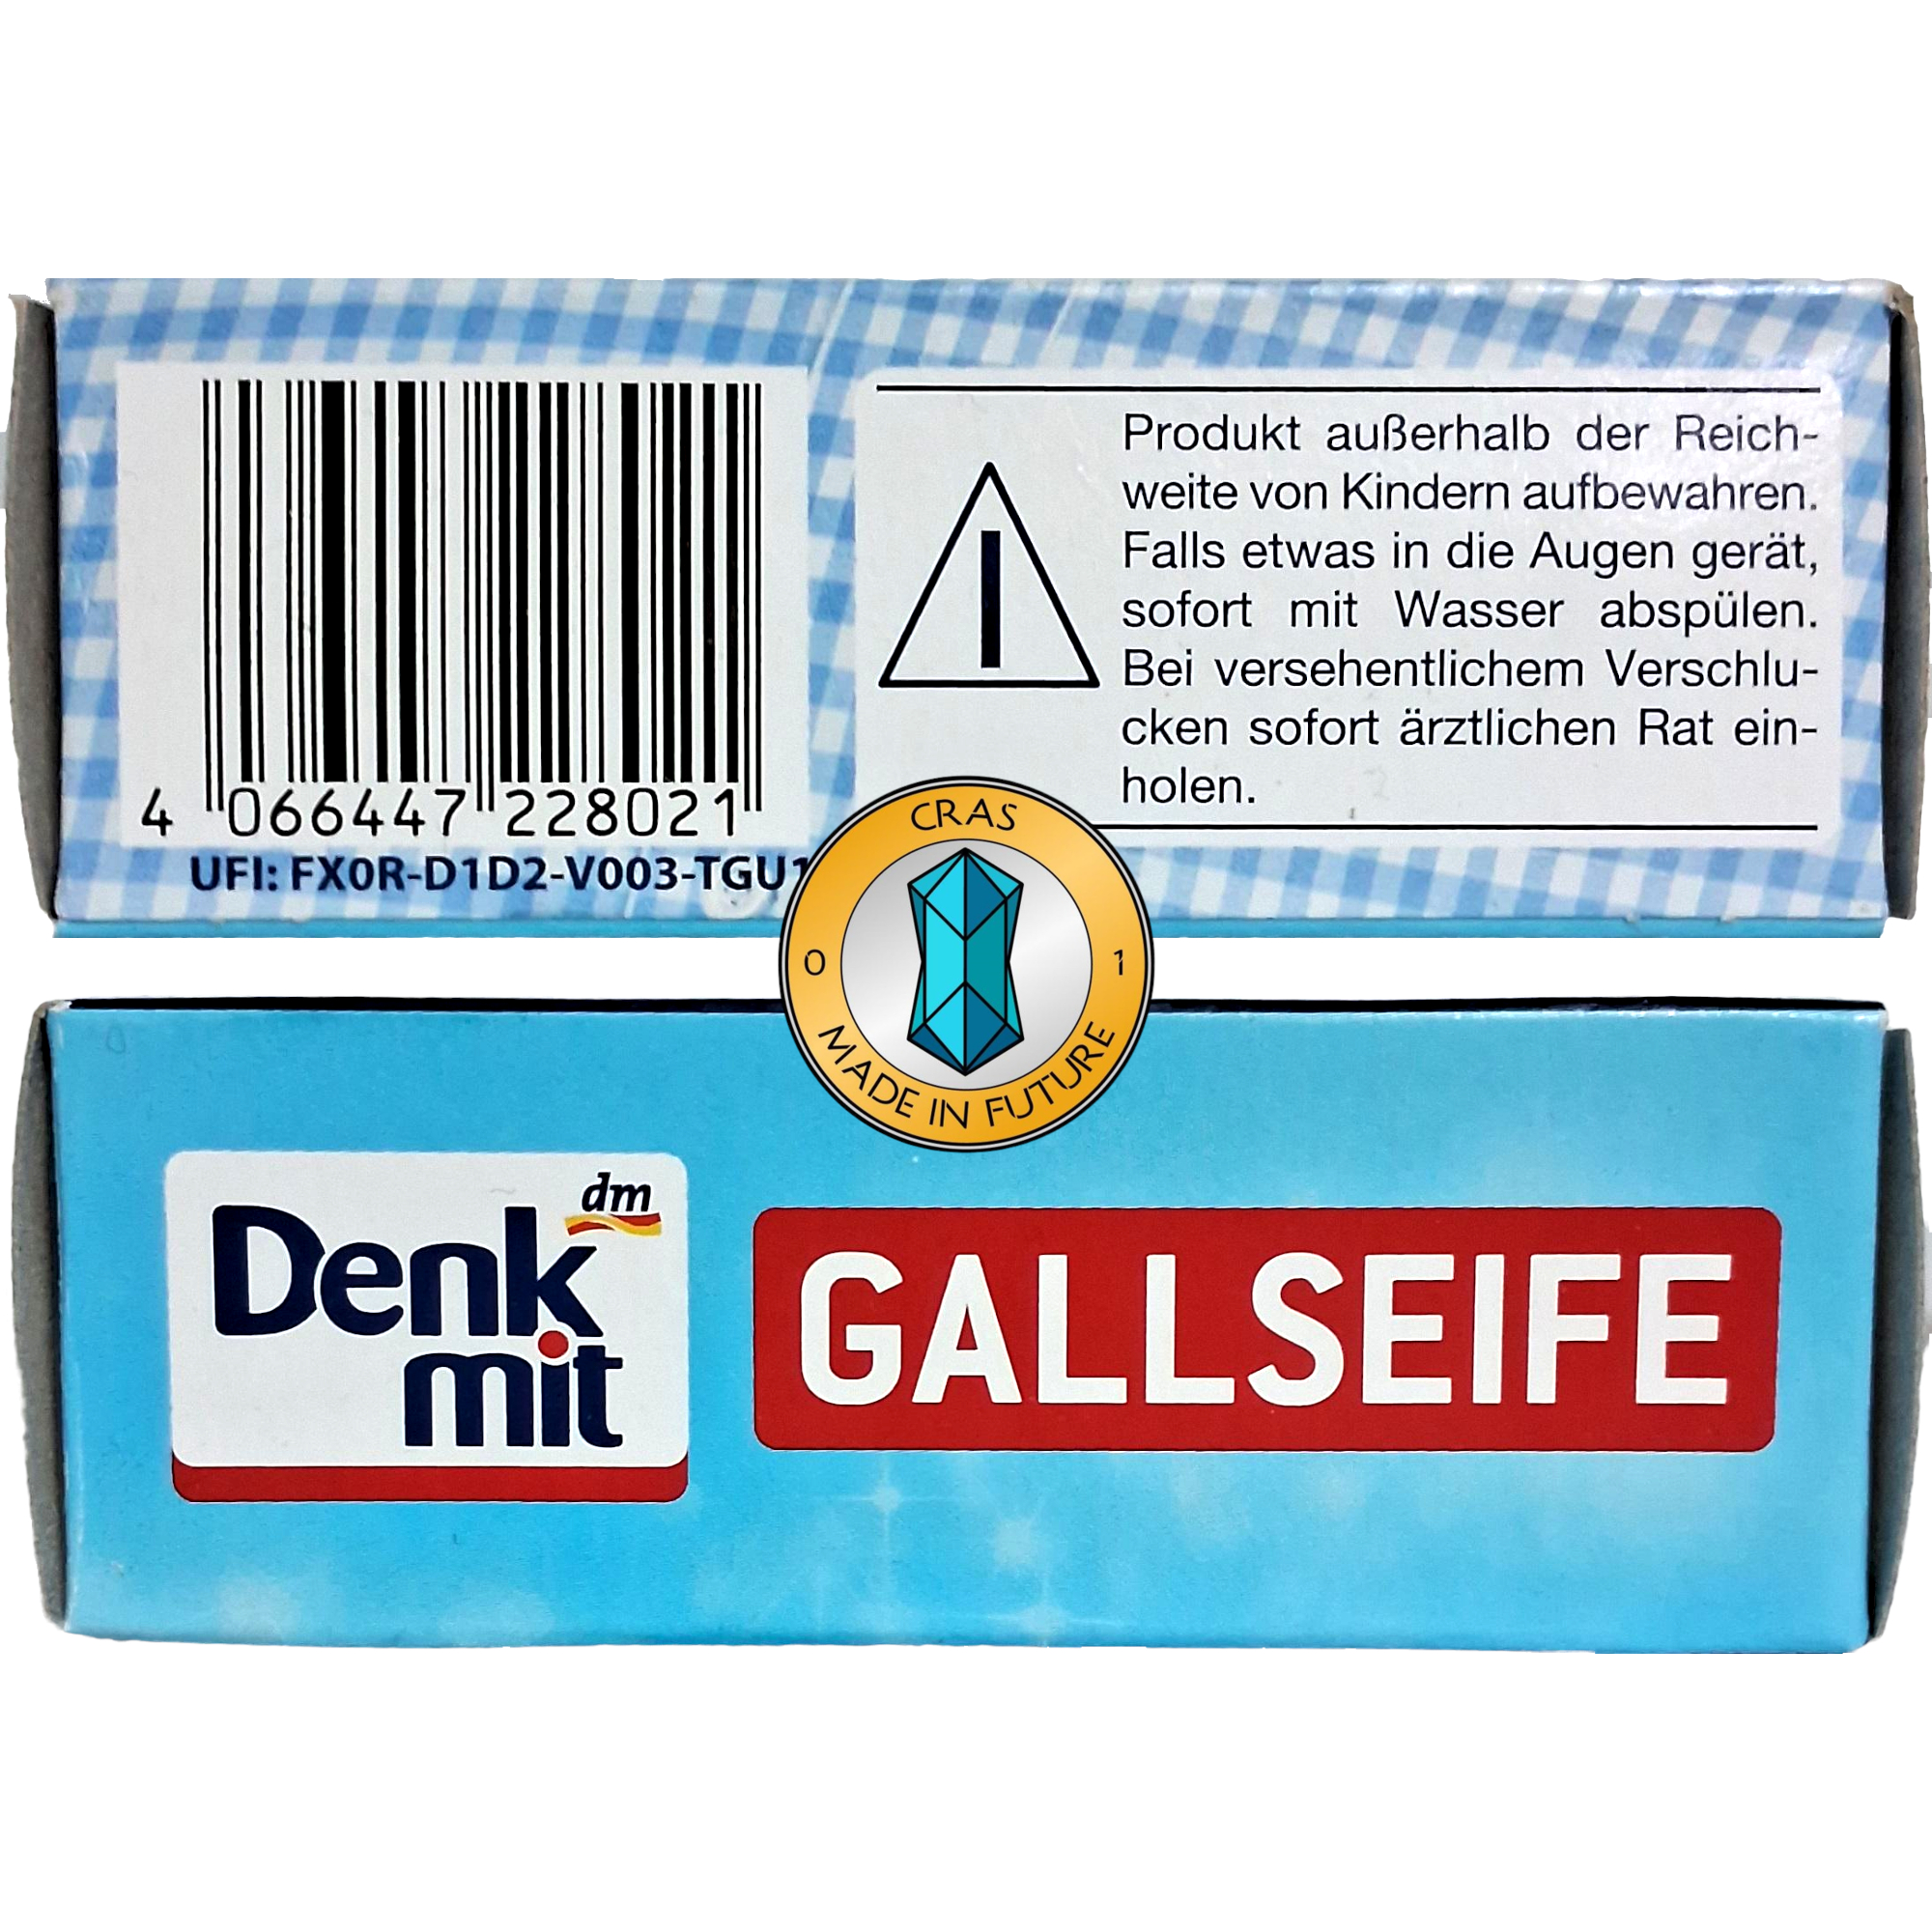 Produkt außerhalb der Reich-
weite von Kindern aufbewahren.
Falls etwas in die Augen gerät,
sofort mit Wasser abspülen.
Bei versehentlichem Verschlu-
cken sofort ärztlichen Rat ein-
holen.
4 066447 228021
UFI: FX0R-D1D2-V003-TGU1
CRAS
0 1
MADE IN FUTURE
dm
Denk
mit
GALLSEIFE